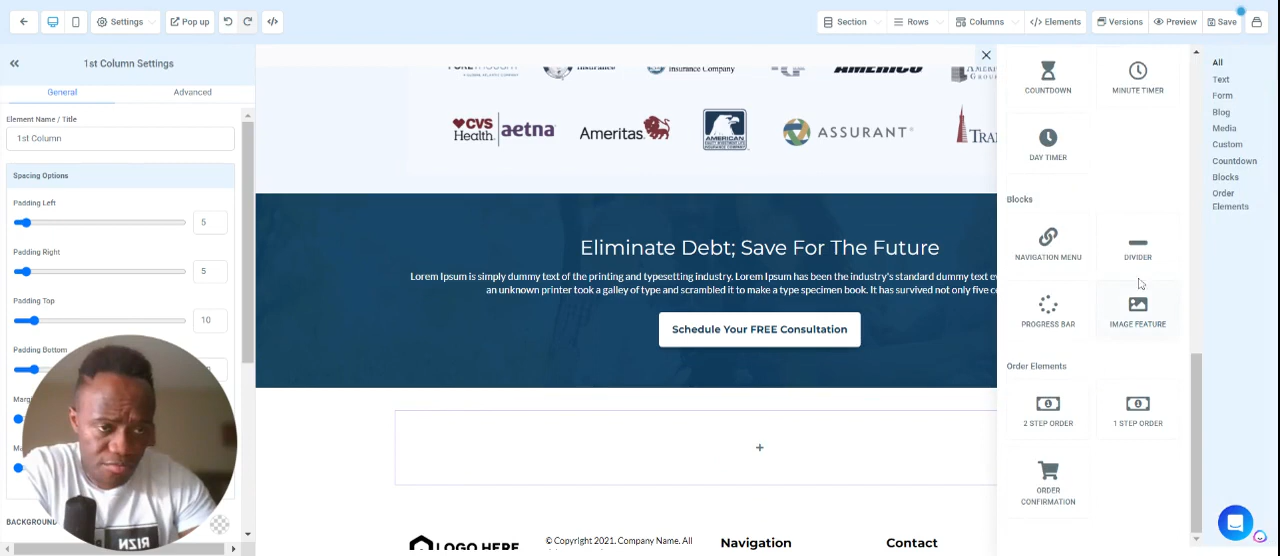 Settings
Pop up
Section
Rows
Columns
Elements
Versions
Preview
Save
1st Column Settings
General
Advanced
Element Name / Title
1st Column
Spacing Options
Padding Left
5
Padding Right
5
Padding Top
10
Padding Bottom
BACKGROUND
Insurance
Insurance Company
AMERICO
CVS Health
aetna
Ameritas
AMERICAN
ASSURANT
Eliminate Debt; Save For The Future
Lorem Ipsum is simply dummy text of the printing and typesetting industry. Lorem Ipsum has been the industry's standard dummy text
an unknown printer took a galley of type and scrambled it to make a type specimen book. It has survived not only five
Schedule Your FREE Consultation
+
LOGO HERE
© Copyright 2021. Company Name. All
Navigation
Contact
COUNTDOWN
MINUTE TIMER
DAY TIMER
Blocks
NAVIGATION MENU
DIVIDER
PROGRESS BAR
IMAGE FEATURE
Order Elements
2 STEP ORDER
1 STEP ORDER
ORDER
CONFIRMATION
All
Text
Form
Blog
Media
Custom
Countdown
Blocks
Order
Elements